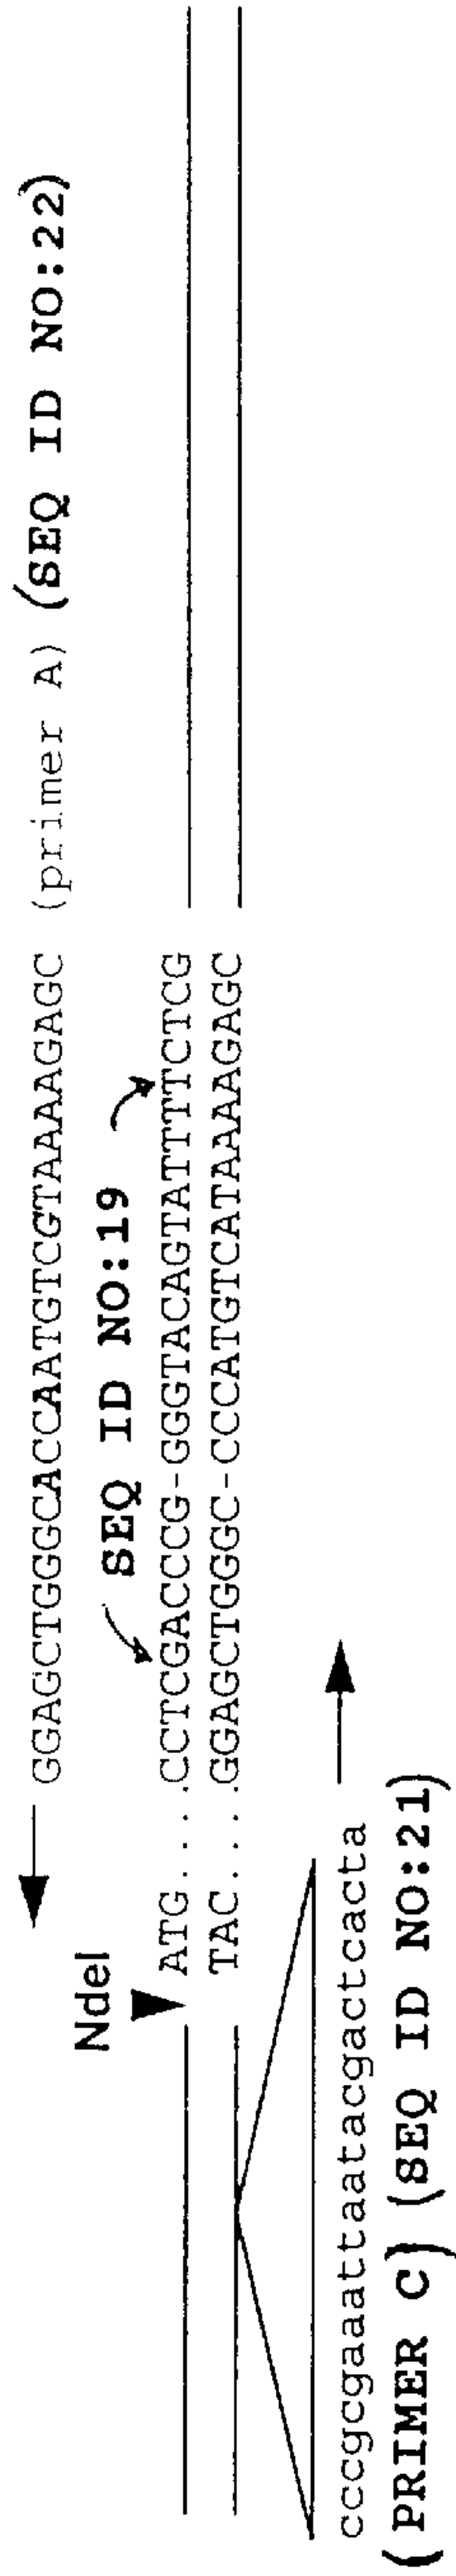 GGAGCTGGGCACCAATGTCGTAAAAGAGC (primer A) (SEQ ID NO:22)
SEQ ID NO:19
NdeI
ATG....CCTCGACCCG-GGGTACAGTATTTTCTCG
TAC....GGAGCTGGGC-CCCATGTCATAAAAGAGC
cccgcgaaattaatacgactcacta
(PRIMER C) (SEQ ID NO:21)